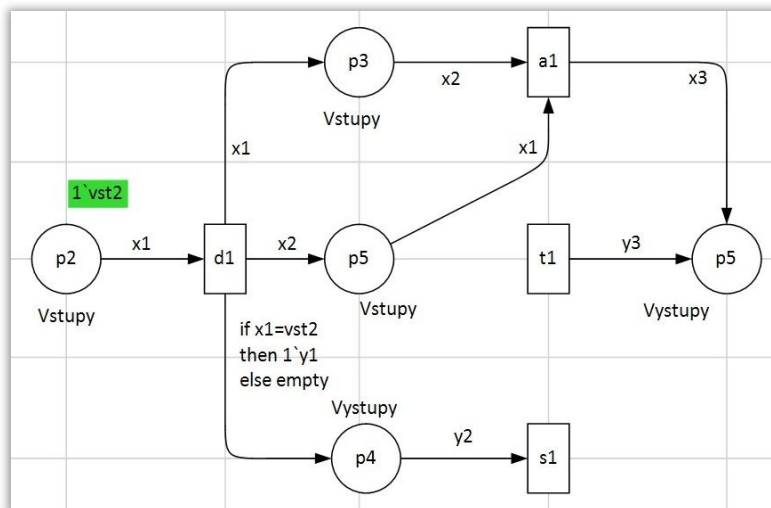 p3
x2
a1
x3
Vstupy
x1
x1
1`vst2
p2
x1
d1
x2
p5
t1
y3
p5
Vstupy
Vstupy
Vystupy
if x1=vst2
then 1`y1
else empty
Vystupy
p4
y2
s1